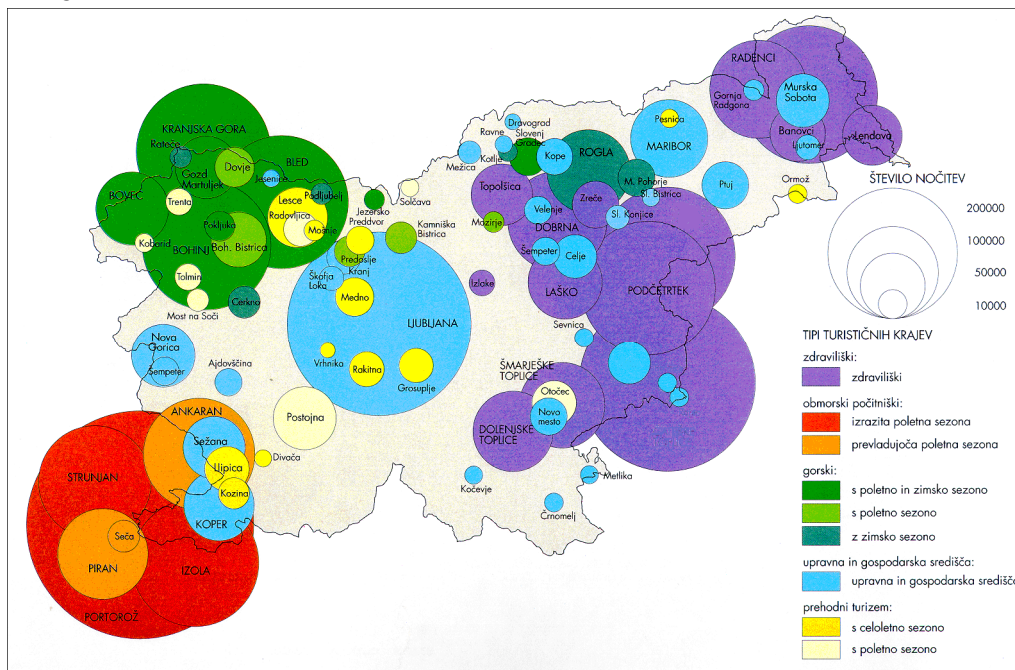 RADENCI
Gornja
Radgona
Murska
Sobota
Banovci
Ljutomer
Lendava
KRANJSKA GORA
Rateče
Gozd
Martuljek
Dovje
BLED
Jesenice
BOVEC
Trenta
Lesce
Radovljica
Podljubelj
Mošnje
Pokljuka
Kobarid
BOHINJ
Boh. Bistrica
Tolmin
Most na Soči
Cerkno
Jezersko
Preddvor
Solčava
Kamniška
Bistrica
Predoslje
Kranj
Škofja
Loka
Medno
LJUBLJANA
Vrhnika
Rakitna
Grosuplje
Dravograd
Ravne
Slovenj
Gradec
Mežica
Kotlje
Kope
ROGLA
Pesnica
MARIBOR
M. Pohorje
Sl. Bistrica
Ptuj
Ormož
Topolšica
Zreče
Velenje
Sl. Konjice
Mozirje
DOBRNA
Šempeter
Celje
LAŠKO
PODČETRTEK
Izlake
Sevnica
Nova
Gorica
Šempeter
Ajdovščina
Postojna
ŠMARJEŠKE
TOPLICE
Otočec
Novo
mesto
DOLENJSKE
TOPLICE
Kočevje
Metlika
Črnomelj
ANKARAN
Sežana
Lipica
Divača
Kozina
KOPER
STRUNJAN
Seča
PIRAN
IZOLA
PORTOROŽ
ŠTEVILO NOČITEV
200000
100000
50000
10000
TIPI TURISTIČNIH KRAJEV
zdraviliški:
zdraviliški
obmorski počitniški:
izrazita poletna sezona
prevladujoča poletna sezona
gorski:
s poletno in zimsko sezono
s poletno sezono
z zimsko sezono
upravna in gospodarska središča:
upravna in gospodarska središče
prehodni turizem:
s celoletno sezono
s poletno sezono